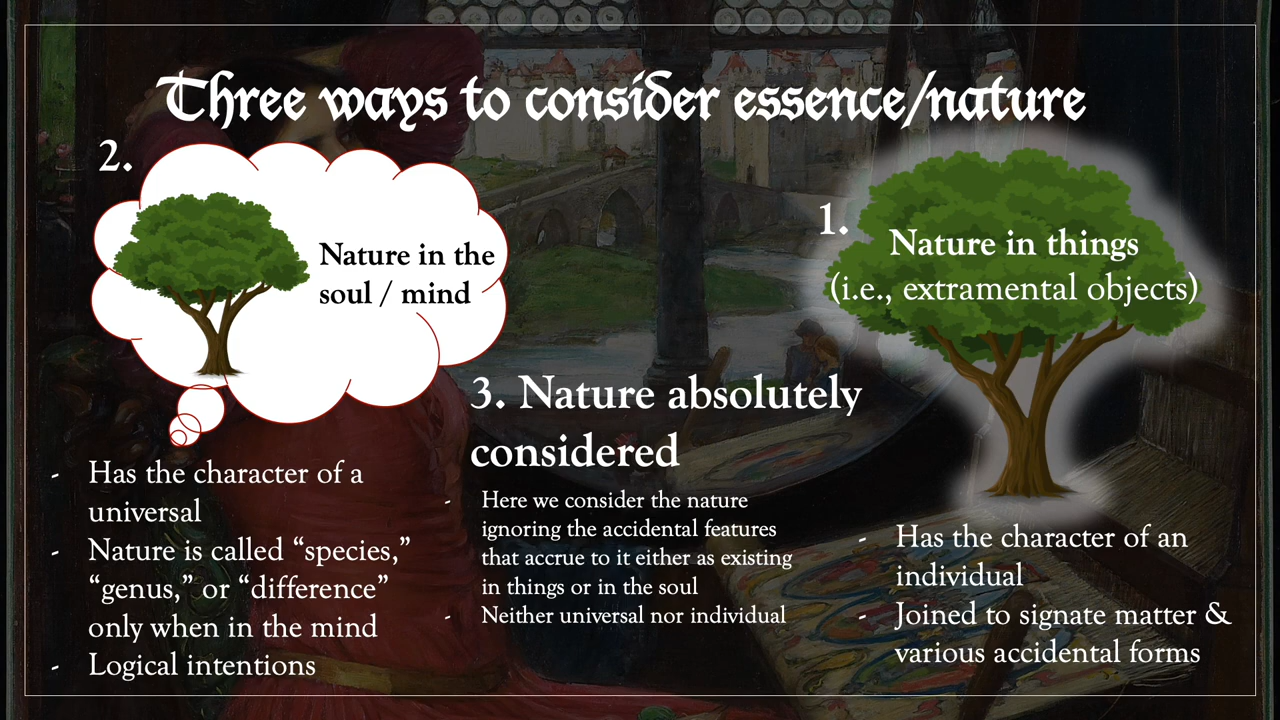 Three ways to consider essence/nature
2.
Nature in the
soul / mind
- Has the character of a
universal
- Nature is called “species,”
“genus,” or “difference”
only when in the mind
- Logical intentions
3. Nature absolutely
considered
- Here we consider the nature
ignoring the accidental features
that accrue to it either as existing
in things or in the soul
- Neither universal nor individual
1.
Nature in things
(i.e., extramental objects)
- Has the character of an
individual
- Joined to signate matter &
various accidental forms